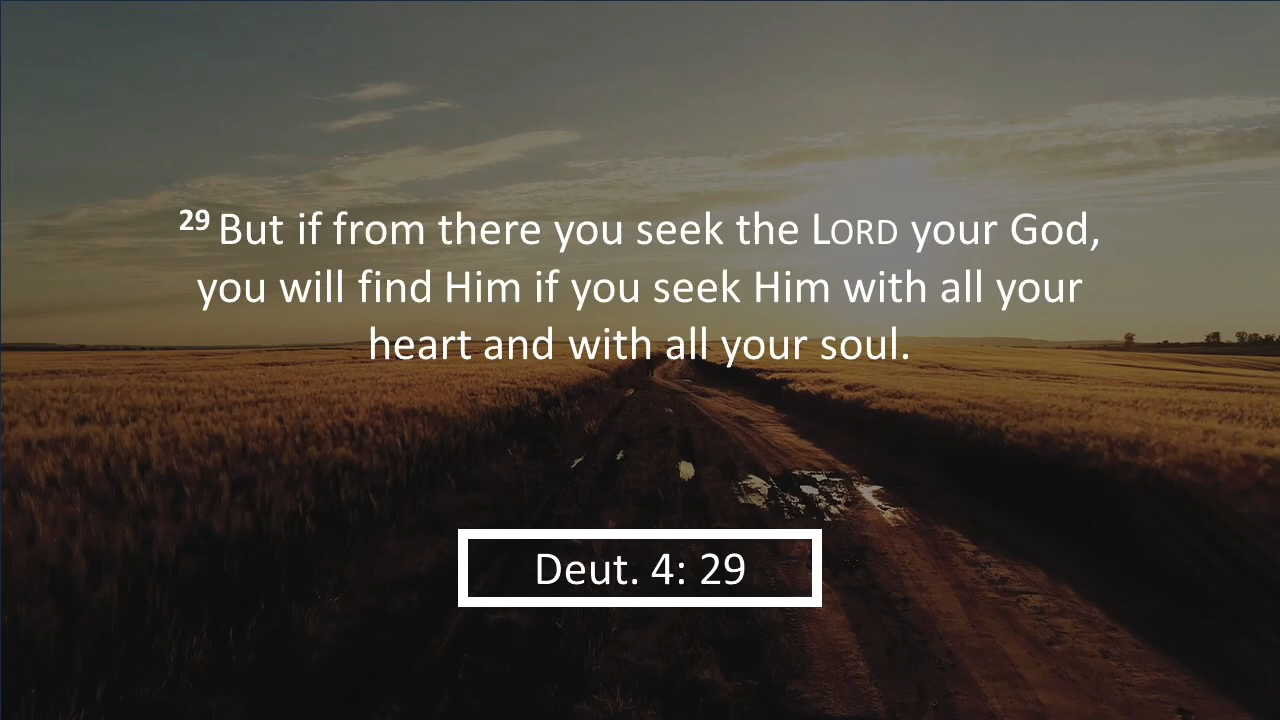 29 But if from there you seek the LORD your God,
you will find Him if you seek Him with all your
heart and with all your soul.
Deut. 4: 29